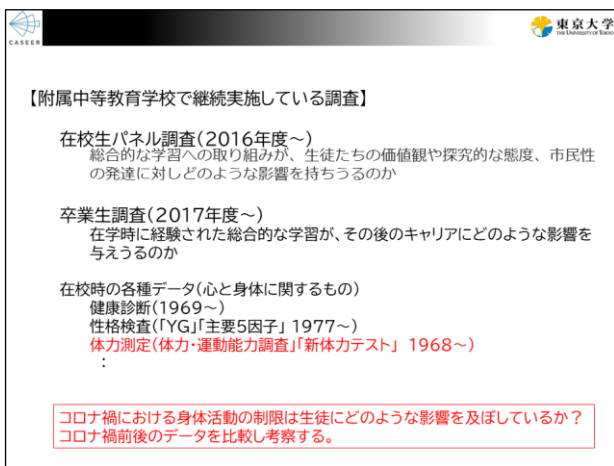 CASEER
東京大学
THE UNIVERSITY OF TOKYO
【附属中等教育学校で継続実施している調査】
在校生パネル調査(2016年度～)
総合的な学習への取り組みが、生徒たちの価値観や探究的な態度、市民性
の発達に対しどのような影響を持ちうるのか
卒業生調査(2017年度～)
在学時に経験された総合的な学習が、その後のキャリアにどのような影響を
与えうるのか
在校時の各種データ(心と身体に関するもの)
健康診断(1969～)
性格検査(「YG」「主要5因子」 1977～)
体力測定(体力・運動能力調査」「新体力テスト」 1968～)
：
コロナ禍における身体活動の制限は生徒にどのような影響を及ぼしているか？
コロナ禍前後のデータを比較し考察する。